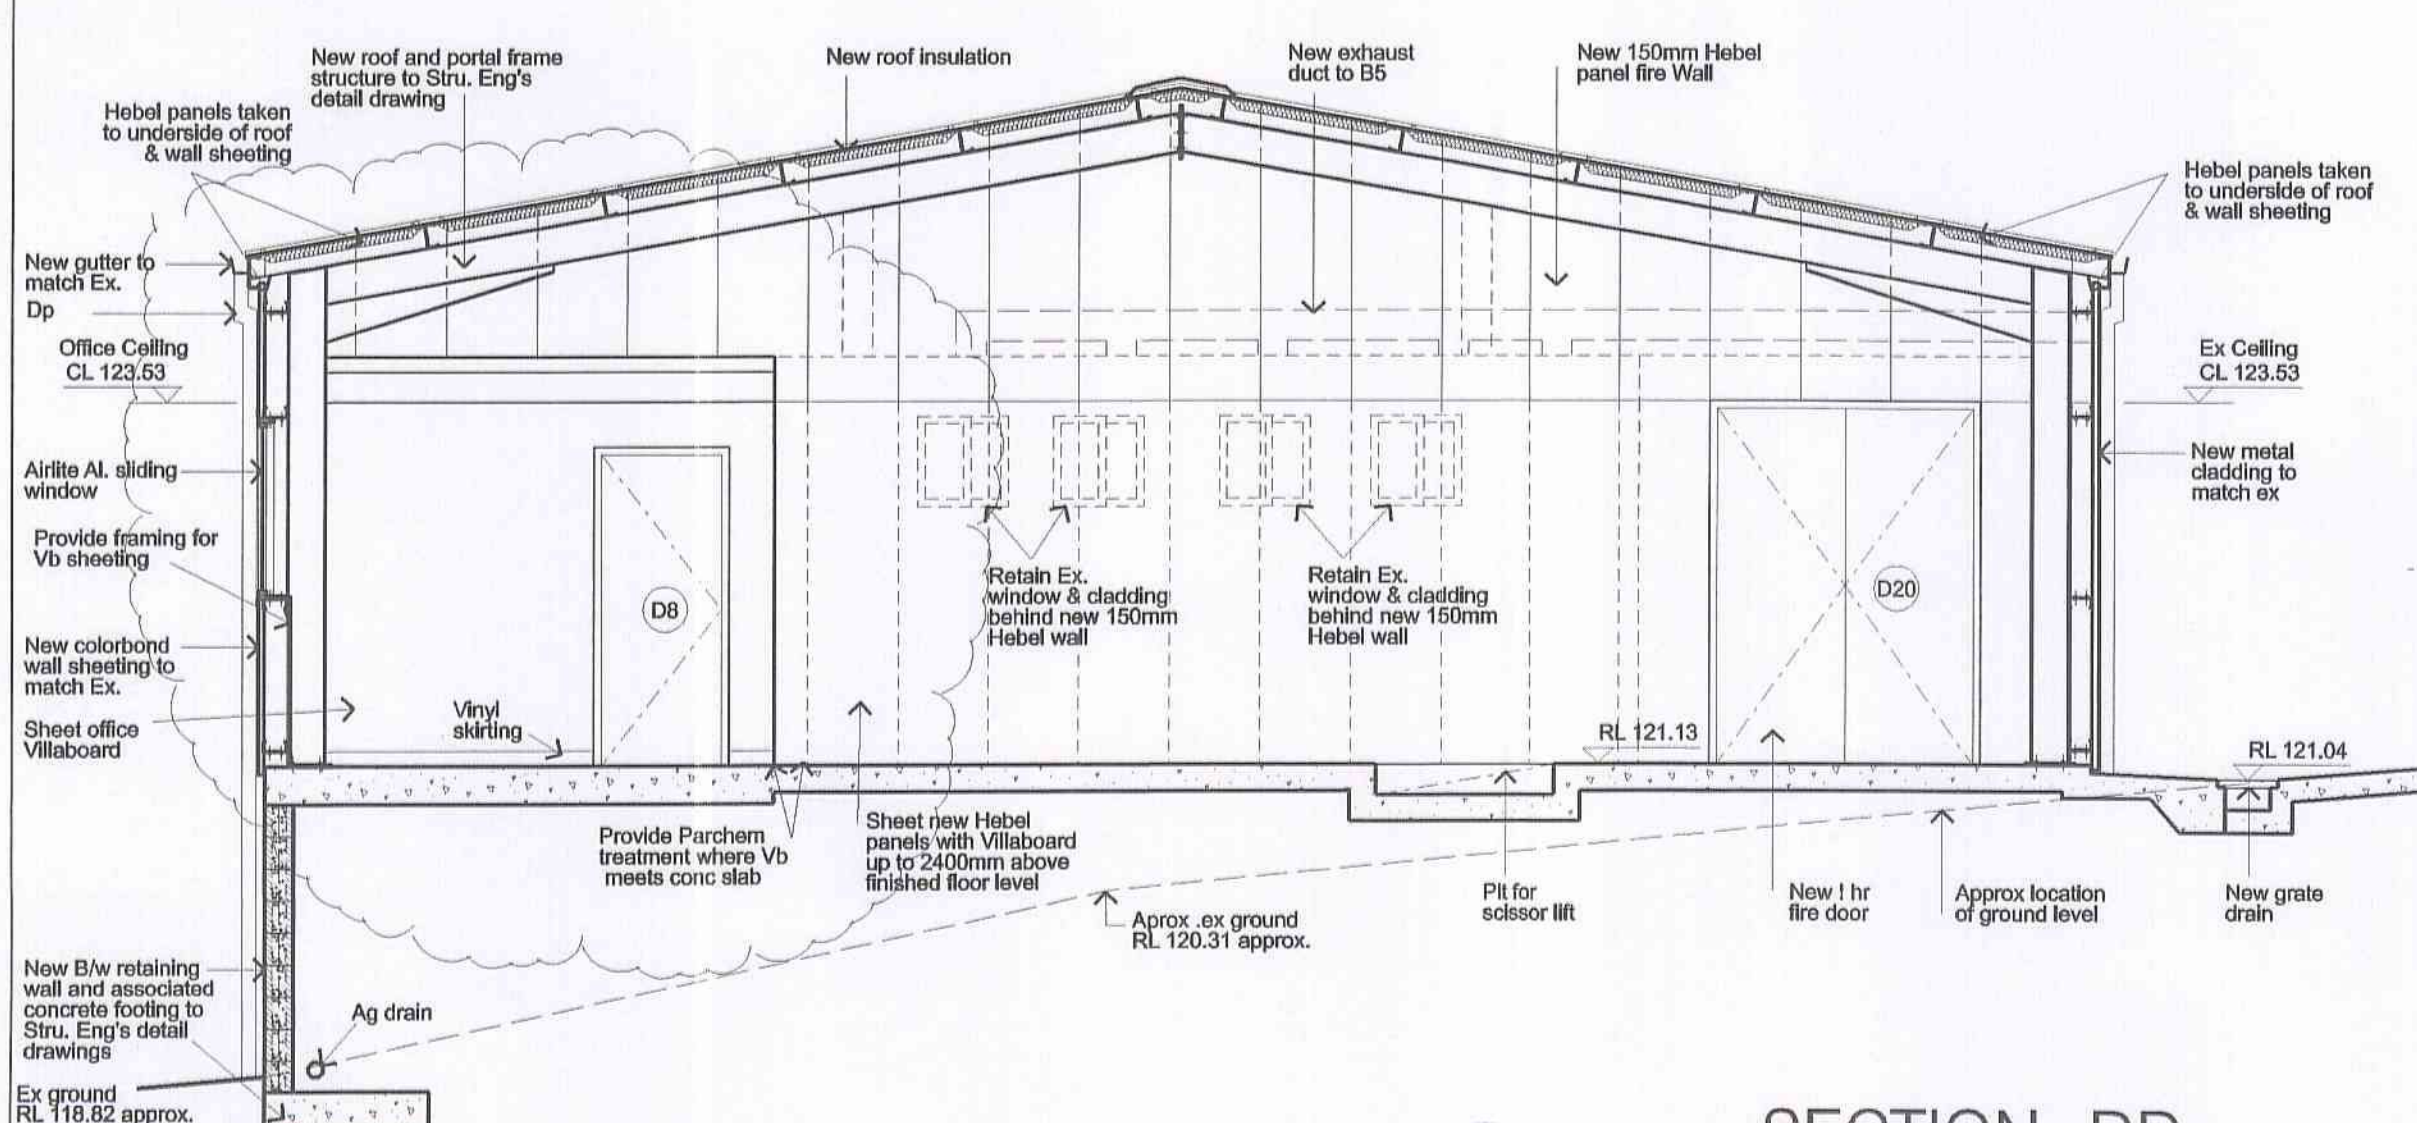 New roof and portal frame
structure to Stru. Eng's
detail drawing
New roof insulation
New exhaust
duct to B5
New 150mm Hebel
panel fire Wall
Hebel panels taken
to underside of roof
& wall sheeting
Hebel panels taken
to underside of roof
& wall sheeting
New gutter to
match Ex.
Dp
Office Ceiling
CL 123.53
Ex Ceiling
CL 123.53
Airlite Al. sliding
window
New metal
cladding to
match ex
Provide framing for
Vb sheeting
Retain Ex.
window & cladding
behind new 150mm
Hebel wall
Retain Ex.
window & cladding
behind new 150mm
Hebel wall
D8
D20
New colorbond
wall sheeting to
match Ex.
Sheet office
Villaboard
Vinyl
skirting
RL 121.13
RL 121.04
Provide Parchem
treatment where Vb
meets conc slab
Sheet new Hebel
panels with Villaboard
up to 2400mm above
finished floor level
Aprox .ex ground
RL 120.31 approx.
Pit for
scissor lift
New ! hr
fire door
Approx location
of ground level
New grate
drain
New B/w retaining
wall and associated
concrete footing to
Stru. Eng's detail
drawings
Ag drain
Ex ground
RL 118.82 approx.